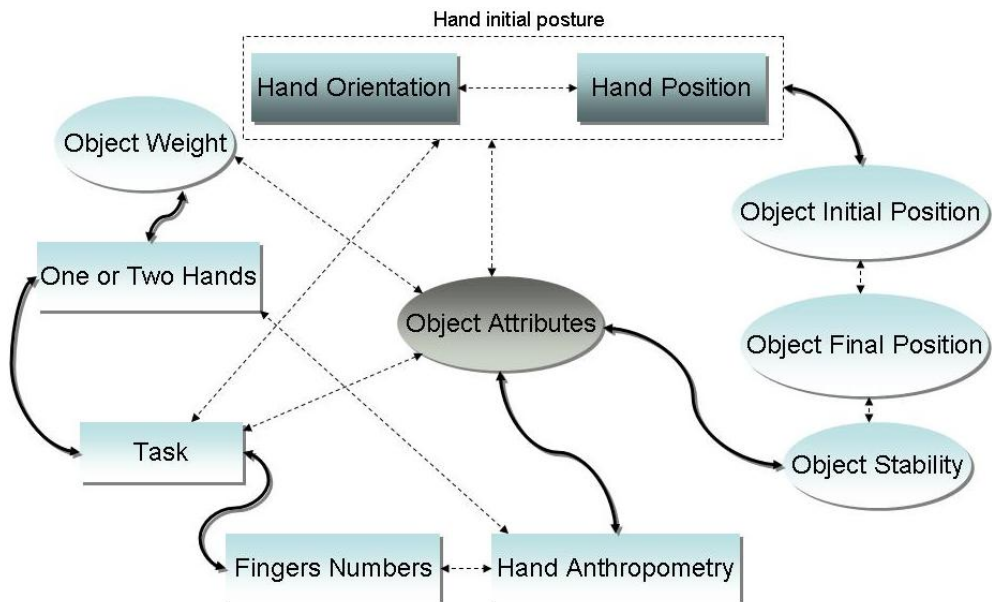 Hand initial posture
Hand Orientation
Hand Position
Object Weight
Object Initial Position
One or Two Hands
Object Attributes
Object Final Position
Task
Object Stability
Fingers Numbers
Hand Anthropometry